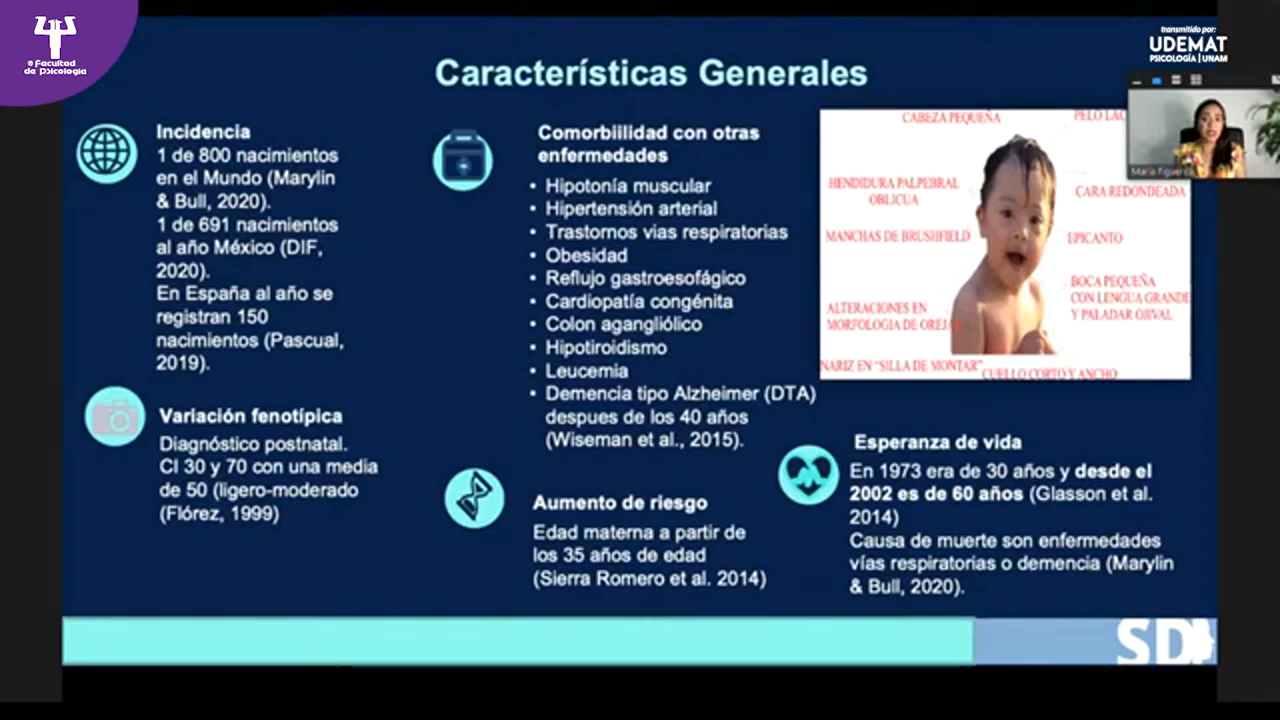 Facultad
de Psicología
transmitido por:
UDEMAT
PSICOLOGÍA | UNAM
Características Generales
Incidencia
1 de 800 nacimientos
en el Mundo (Marylin
& Bull, 2020).
1 de 691 nacimientos
al año México (DIF,
2020).
En España al año se
registran 150
nacimientos (Pascual,
2019).
Variación fenotípica
Diagnóstico postnatal.
CI 30 y 70 con una media
de 50 (ligero-moderado
(Flórez, 1999)
Comorbiilidad con otras
enfermedades
• Hipotonía muscular
• Hipertensión arterial
• Trastornos vias respiratorias
• Obesidad
• Reflujo gastroesofágico
• Cardiopatía congénita
• Colon agangliólico
• Hipotiroidismo
• Leucemia
• Demencia tipo Alzheimer (DTA)
despues de los 40 años
(Wiseman et al., 2015).
Aumento de riesgo
Edad materna a partir de
los 35 años de edad
(Sierra Romero et al. 2014)
CABEZA PEQUEÑA
PELO LAC
HENDIDURA PALPEBRAL
OBLICUA
CARA REDONDEADA
MANCHAS DE BRUSHFIELD
EPICANTO
BOCA PEQUEÑA
CON LENGUA GRANDE
Y PALADAR OJIVAL
ALTERACIONES EN
MORFOLOGIA DE OREJA
NARIZ EN “SILLA DE MONTAR”
CUELLO CORTO Y ANCHO
Esperanza de vida
En 1973 era de 30 años y desde el
2002 es de 60 años (Glasson et al.
2014)
Causa de muerte son enfermedades
vías respiratorias o demencia (Marylin
& Bull, 2020).
SD